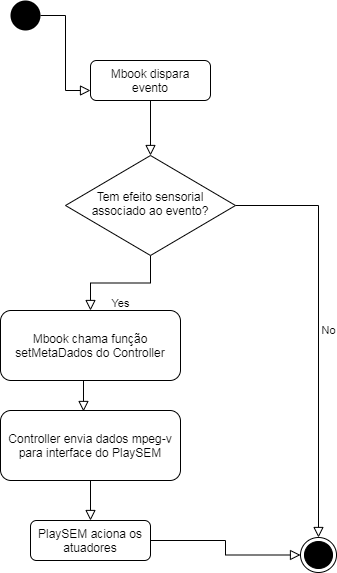 Mbook dispara
evento
Tem efeito sensorial
associado ao evento?
Yes
No
Mbook chama função
setMetaDados do Controller
Controller envia dados mpeg-v
para interface do PlaySEM
PlaySEM aciona os
atuadores